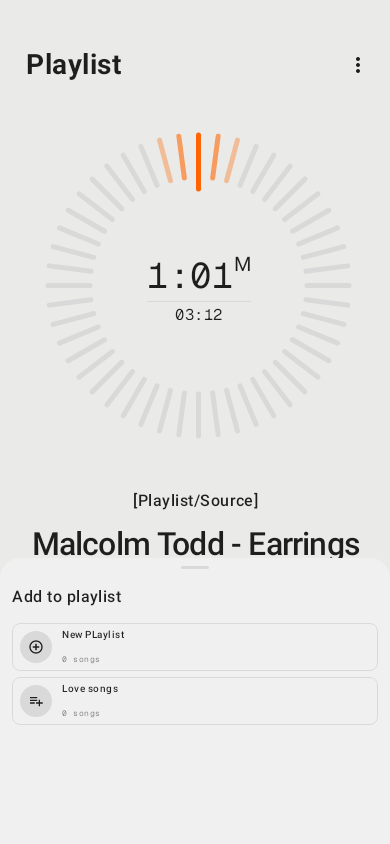 Playlist
1:01M
03:12
[Playlist/Source]
Malcolm Todd - Earrings
Add to playlist
New PLaylist
0 songs
Love songs
0 songs